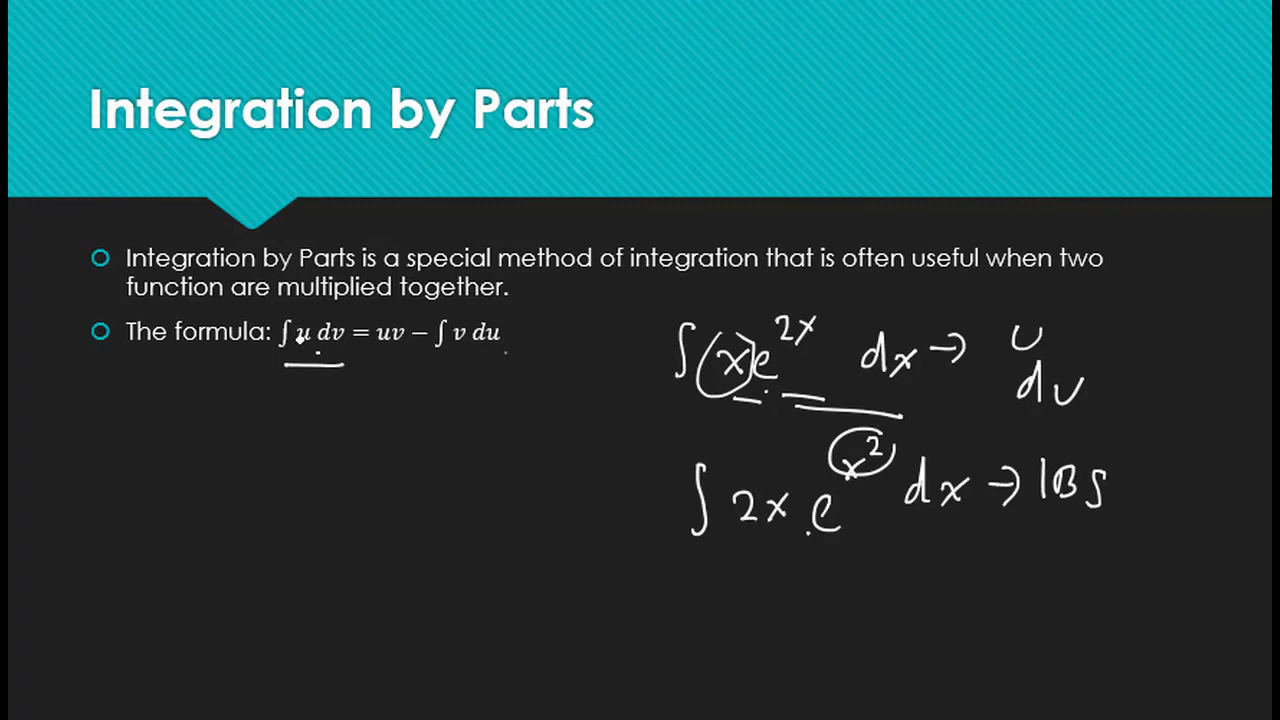 Integration by Parts
Integration by Parts is a special method of integration that is often useful when two
function are multiplied together.
The formula: ∫ u dv = uv − ∫ v du
∫(x)e^{2x} dx → u
dv
∫ 2x e^{x^2} dx → IBS